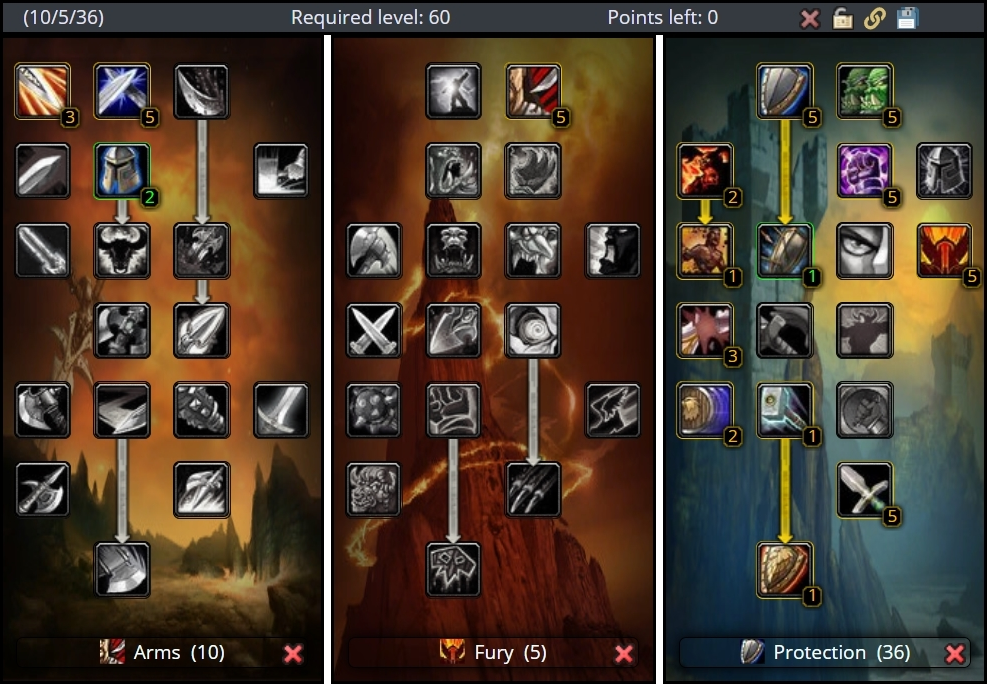 (10/5/36) Required level: 60 Points left: 0
3 5 5 5 5
2 2 5
1 1 5
3
2 1
5
1
Arms (10) Fury (5) Protection (36)